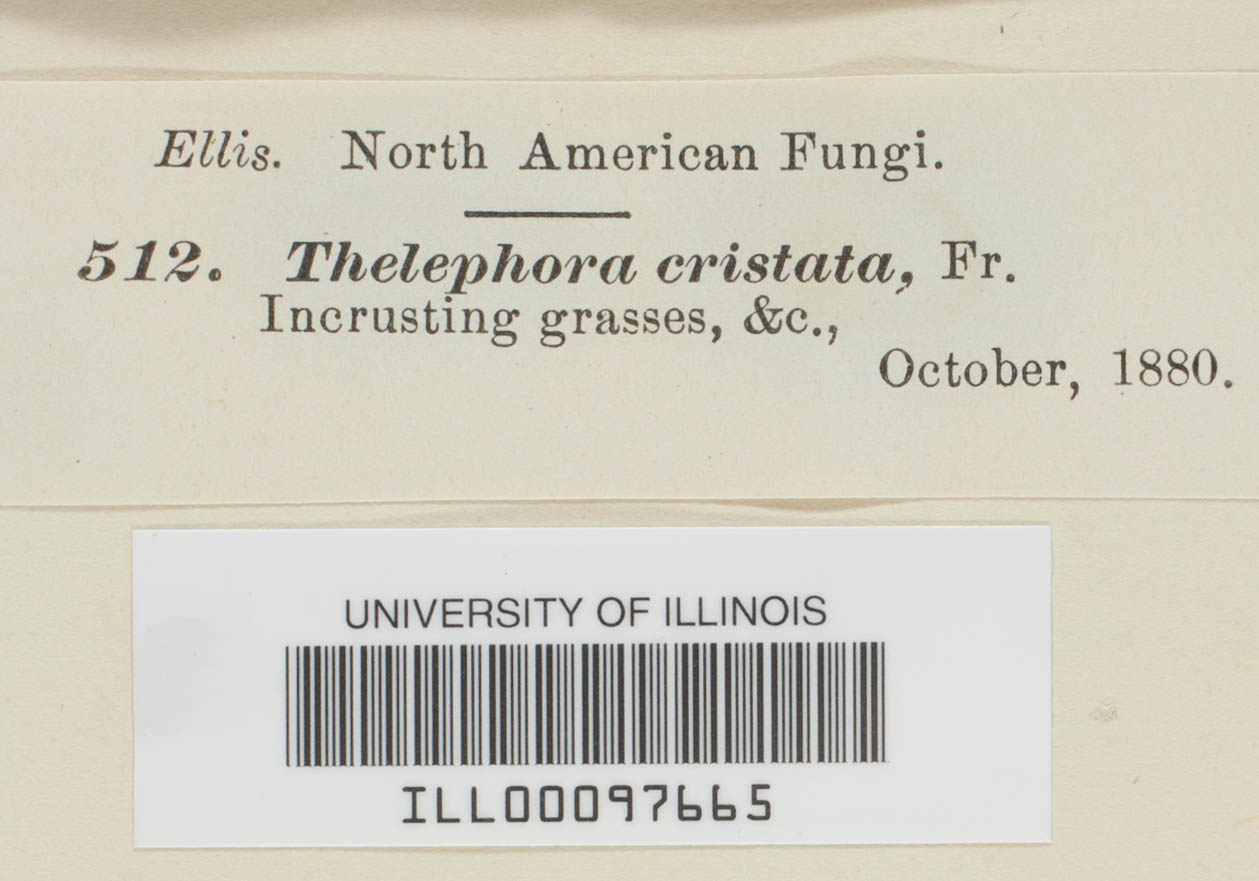 Ellis. North American Fungi.
512. Thelephora cristata, Fr.
Incrusting grasses, &c.,
October, 1880.
UNIVERSITY OF ILLINOIS
ILL00097665